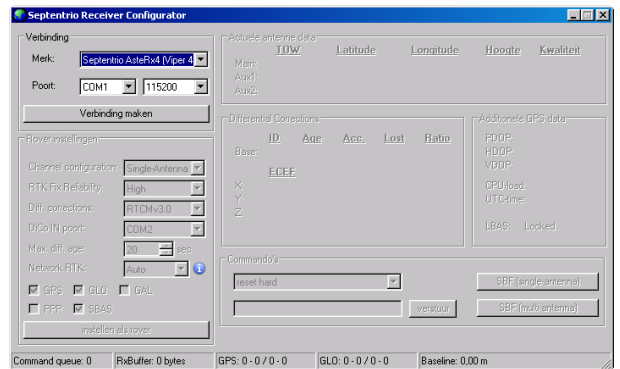 Septentrio Receiver Configurator
Verbinding
Merk: Septentrio AsteRx4 (Viper 4
Poort: COM1 115200
Verbinding maken
Rover instellingen
Channel configuration: Single-Antenna
RTK Fix Reliabilty: High
Diff. corrections: RTCMv3.0
DiCo IN poort: COM2
Max. diff. age: 20 sec
Network RTK: Auto
GPS GLO GAL
PPP SBAS
instellen als rover
Actuele antenne data
TOW Latitude Longitude Hoogte Kwaliteit
Main:
Aux1:
Aux2:
Differential Corrections
ID Age Acc. Lost Ratio
Base:
ECEF
X:
Y:
Z:
Additionele GPS data
PDOP:
HDOP:
VDOP:
CPU-load:
UTC-time:
LBAS: Locked
Commando's
reset hard
verstuur
SBF (single-antenna)
SBF (multi antenna)
Command queue: 0 RxBuffer: 0 bytes GPS: 0 - 0 / 0 - 0 GLO: 0 - 0 / 0 - 0 Baseline: 0,00 m